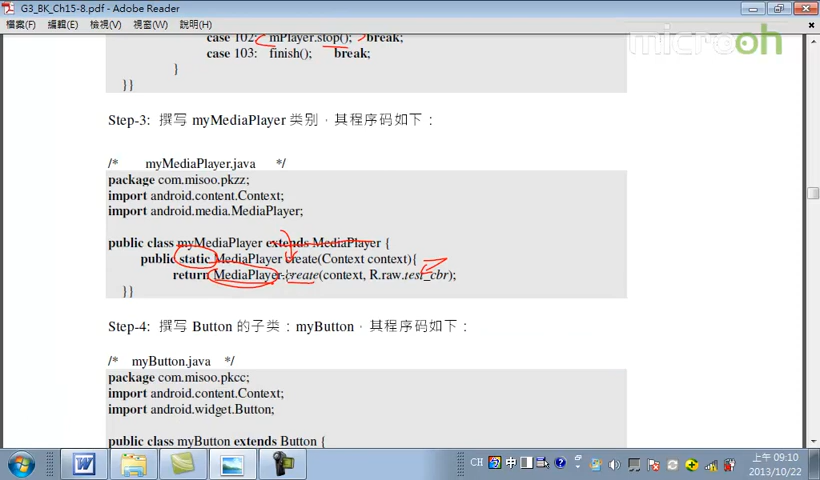 G3_BK_Ch15-8.pdf - Adobe Reader
檔案(F) 編輯(E) 檢視(V) 視窗(W) 說明(H)
microoh
case 102: mPlayer.stop(); break;
case 103: finish(); break;
}
}}
Step-3: 撰写 myMediaPlayer 类别，其程序码如下：
/* myMediaPlayer.java */
package com.misoo.pkzz;
import android.content.Context;
import android.media.MediaPlayer;
public class myMediaPlayer extends MediaPlayer {
public static MediaPlayer create(Context context){
return MediaPlayer.create(context, R.raw.test_cbr);
}}
Step-4: 撰写 Button 的子类：myButton，其程序码如下：
/* myButton.java */
package com.misoo.pkcc;
import android.content.Context;
import android.widget.Button;
public class myButton extends Button {
CH 中 上午 09:10
2013/10/22